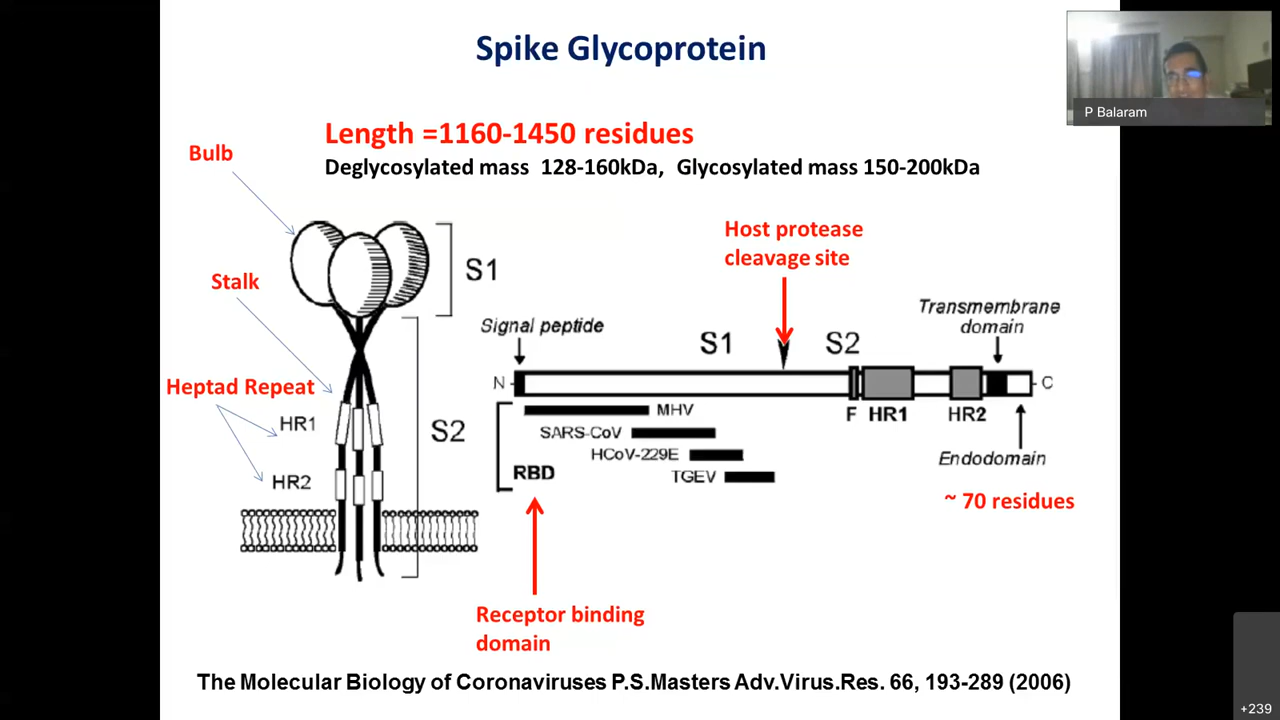 Spike Glycoprotein
P Balaram
Length =1160-1450 residues
Deglycosylated mass 128-160kDa, Glycosylated mass 150-200kDa
Bulb
Stalk
Heptad Repeat
HR1
HR2
S1
S2
Host protease
cleavage site
Signal peptide
S1
S2
Transmembrane
domain
N
C
F
HR1
HR2
MHV
SARS-CoV
HCoV-229E
TGEV
RBD
Endodomain
~ 70 residues
Receptor binding
domain
The Molecular Biology of Coronaviruses P.S.Masters Adv.Virus.Res. 66, 193-289 (2006)
+239